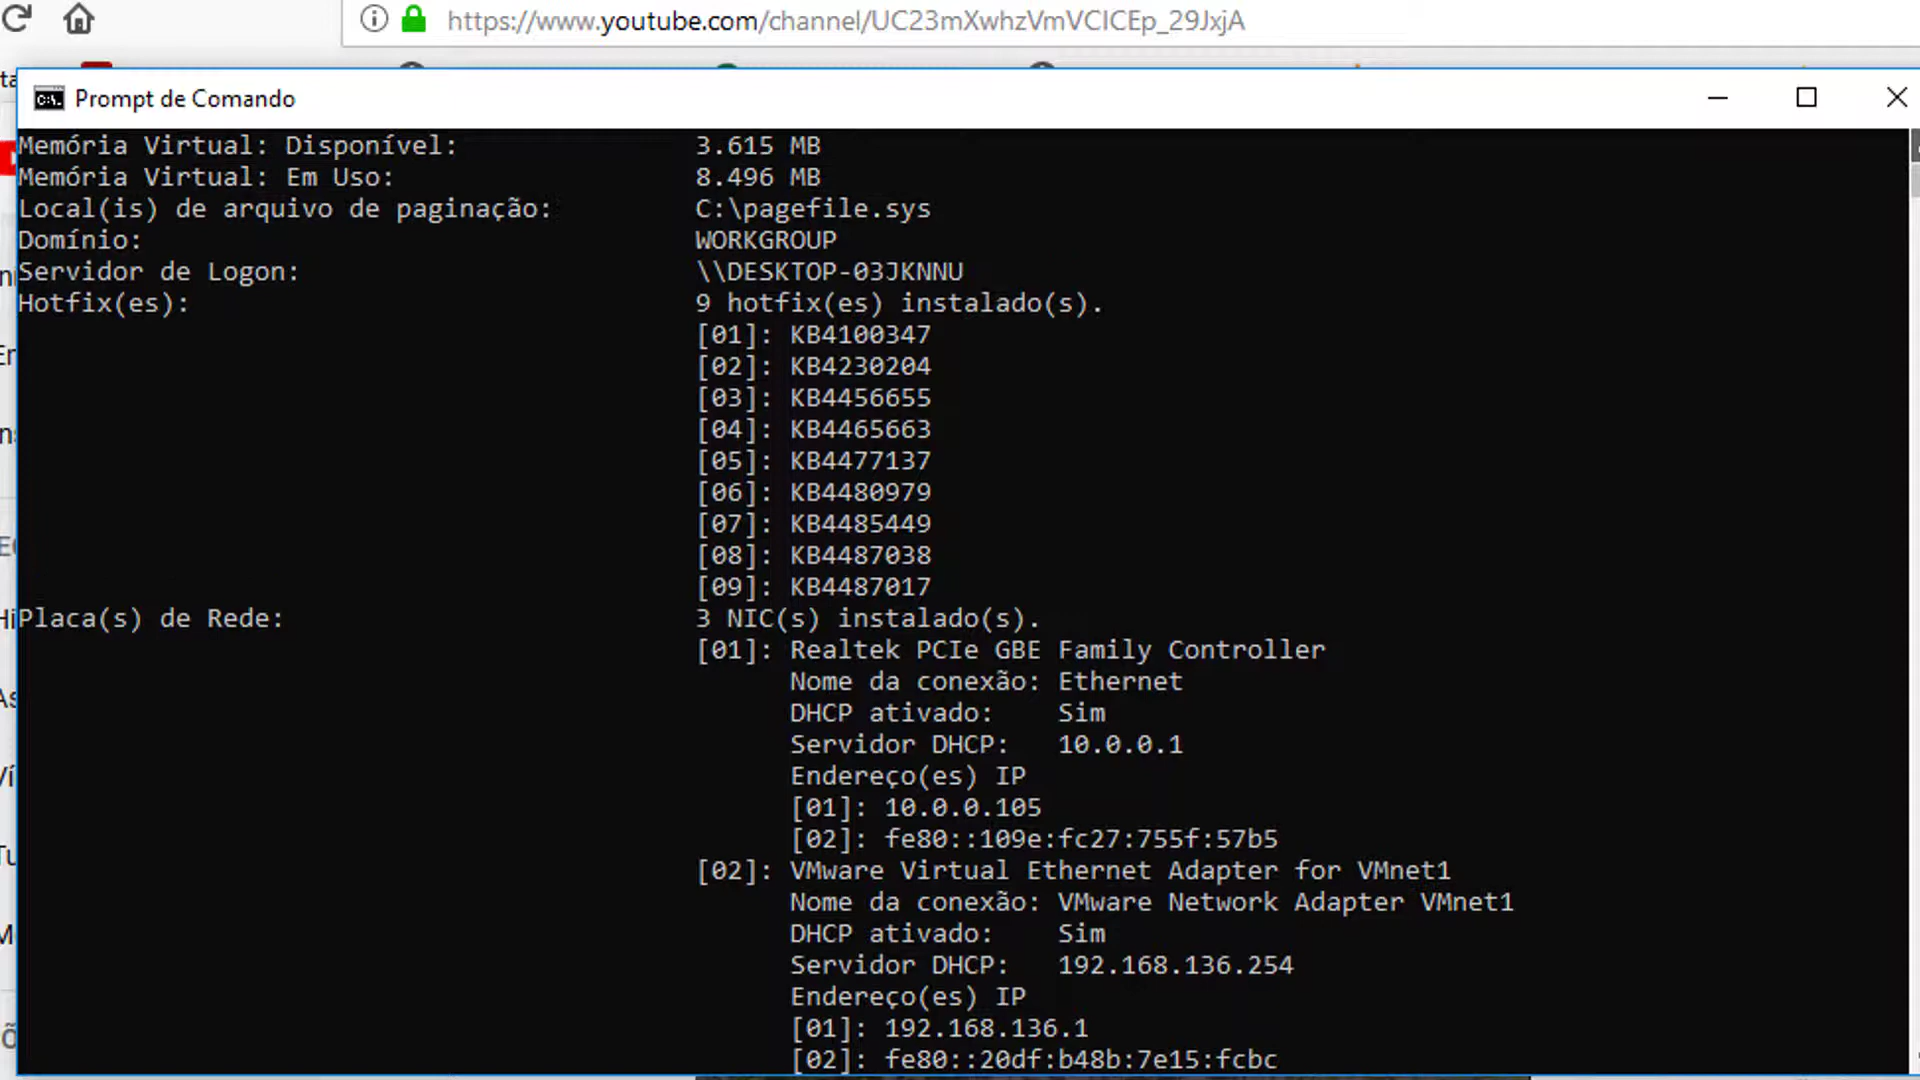 https://www.youtube.com/channel/UC23mXwhzVmVCICEp_29JxjA
Prompt de Comando
Memória Virtual: Disponível: 3.615 MB
Memória Virtual: Em Uso: 8.496 MB
Local(is) de arquivo de paginação: C:\pagefile.sys
Domínio: WORKGROUP
Servidor de Logon: \\DESKTOP-03JKNNU
Hotfix(es): 9 hotfix(es) instalado(s).
[01]: KB4100347
[02]: KB4230204
[03]: KB4456655
[04]: KB4465663
[05]: KB4477137
[06]: KB4480979
[07]: KB4485449
[08]: KB4487038
[09]: KB4487017
Placa(s) de Rede: 3 NIC(s) instalado(s).
[01]: Realtek PCIe GBE Family Controller
Nome da conexão: Ethernet
DHCP ativado: Sim
Servidor DHCP: 10.0.0.1
Endereço(es) IP
[01]: 10.0.0.105
[02]: fe80::109e:fc27:755f:57b5
[02]: VMware Virtual Ethernet Adapter for VMnet1
Nome da conexão: VMware Network Adapter VMnet1
DHCP ativado: Sim
Servidor DHCP: 192.168.136.254
Endereço(es) IP
[01]: 192.168.136.1
[02]: fe80::20df:b48b:7e15:fcbc